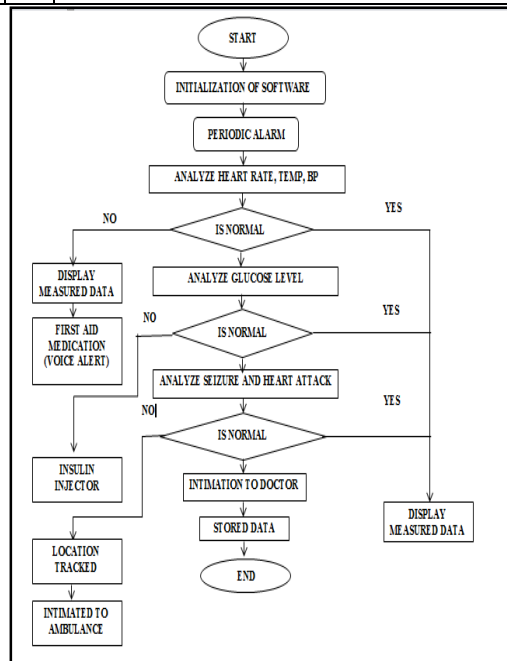 START
INITIALIZATION OF SOFTWARE
PERIODIC ALARM
ANALYZE HEART RATE, TEMP, BP
NO
YES
IS NORMAL
DISPLAY
MEASURED DATA
ANALYZE GLUCOSE LEVEL
FIRST AID
MEDICATION
(VOICE ALERT)
NO
YES
IS NORMAL
ANALYZE SEIZURE AND HEART ATTACK
NO
YES
IS NORMAL
INSULIN
INJECTOR
INTIMATION TO DOCTOR
STORED DATA
DISPLAY
MEASURED DATA
LOCATION
TRACKED
END
INTIMATED TO
AMBULANCE